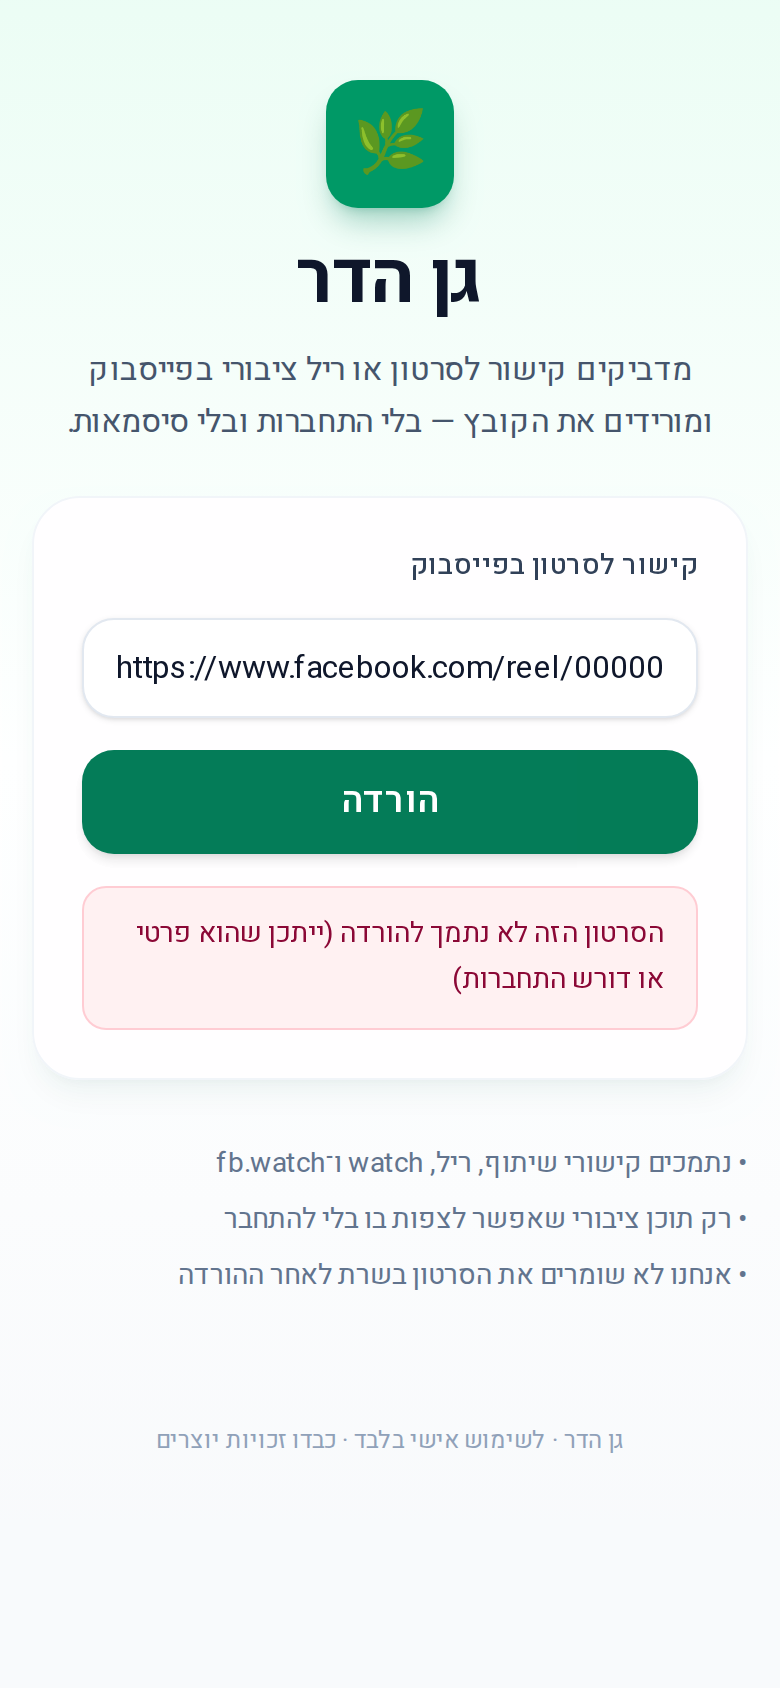 גן הדר
מדביקים קישור לסרטון או ריל ציבורי בפייסבוק
ומורידים את הקובץ — בלי התחברות ובלי סיסמאות.
קישור לסרטון בפייסבוק
https://www.facebook.com/reel/00000
הורדה
הסרטון הזה לא נתמך להורדה (ייתכן שהוא פרטי
או דורש התחברות)
• נתמכים קישורי שיתוף, ריל, watch ו־fb.watch
• רק תוכן ציבורי שאפשר לצפות בו בלי להתחבר
• אנחנו לא שומרים את הסרטון בשרת לאחר ההורדה
גן הדר · לשימוש אישי בלבד · כבדו זכויות יוצרים